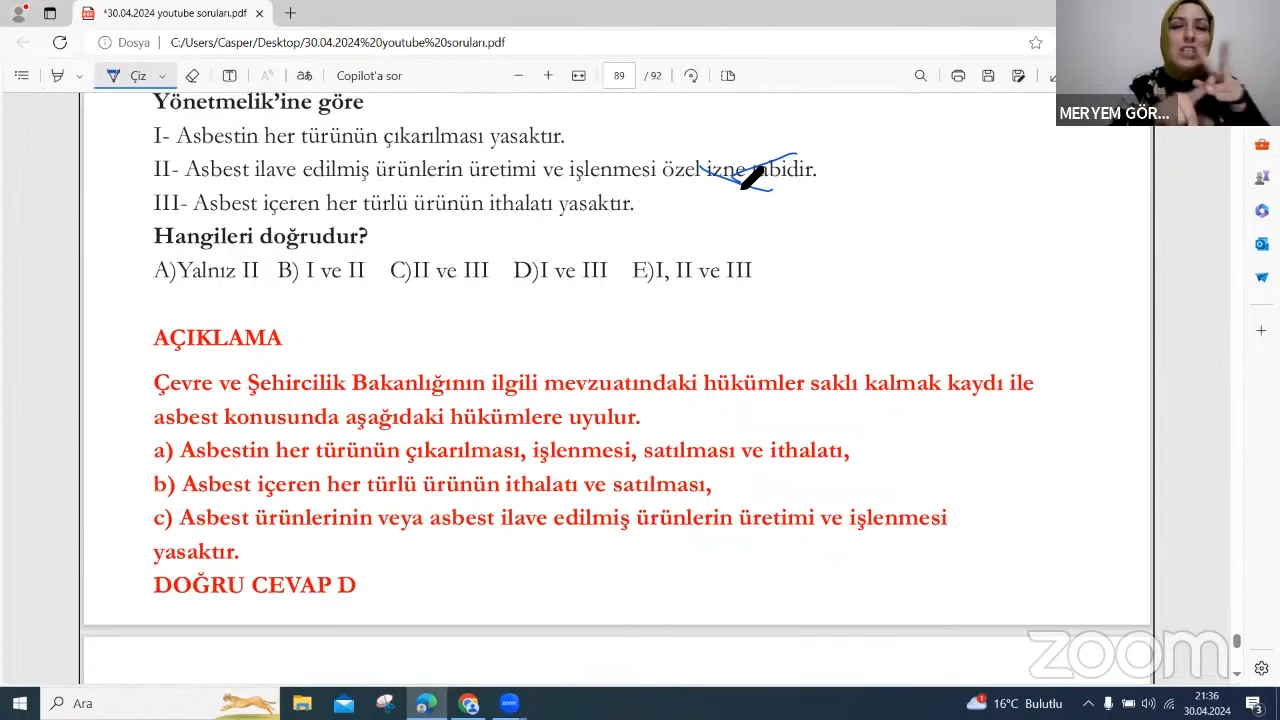 *30.04.2024 youtube soruları.pdf
Dosya
C:/Users/Casper/Desktop/30.04.2024%20youtube%20soruları.pdf
Çiz
Copilot'a sor
89 / 92
MERYEM GÖR...
Yönetmelik'ine göre
I- Asbestin her türünün çıkarılması yasaktır.
II- Asbest ilave edilmiş ürünlerin üretimi ve işlenmesi özel izne tabidir.
III- Asbest içeren her türlü ürünün ithalatı yasaktır.
Hangileri doğrudur?
A)Yalnız II B) I ve II C)II ve III D)I ve III E)I, II ve III
AÇIKLAMA
Çevre ve Şehircilik Bakanlığının ilgili mevzuatındaki hükümler saklı kalmak kaydı ile
asbest konusunda aşağıdaki hükümlere uyulur.
a) Asbestin her türünün çıkarılması, işlenmesi, satılması ve ithalatı,
b) Asbest içeren her türlü ürünün ithalatı ve satılması,
c) Asbest ürünlerinin veya asbest ilave edilmiş ürünlerin üretimi ve işlenmesi
yasaktır.
DOĞRU CEVAP D
zoom
Ara
zoom
1
16°C Bulutlu
21:36
30.04.2024
3